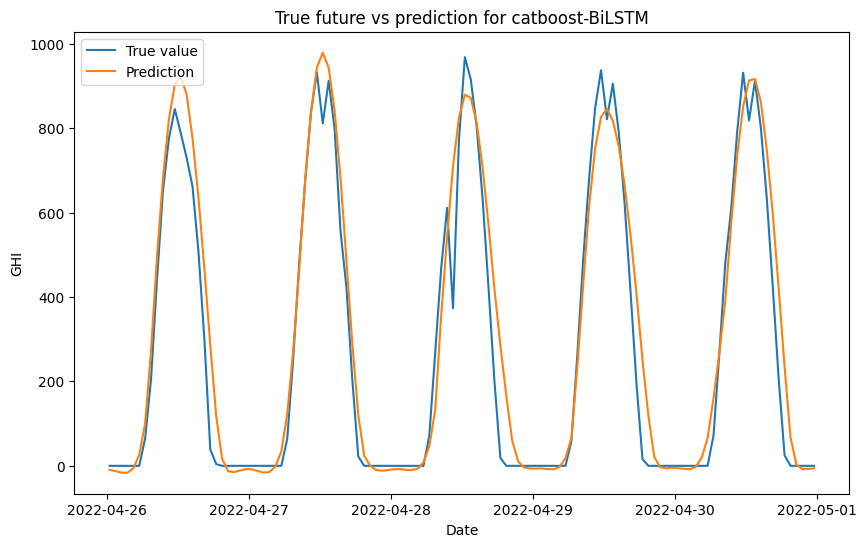 True future vs prediction for catboost-BiLSTM
True value
Prediction
1000
800
600
400
200
0
GHI
2022-04-26
2022-04-27
2022-04-28
2022-04-29
2022-04-30
2022-05-01
Date